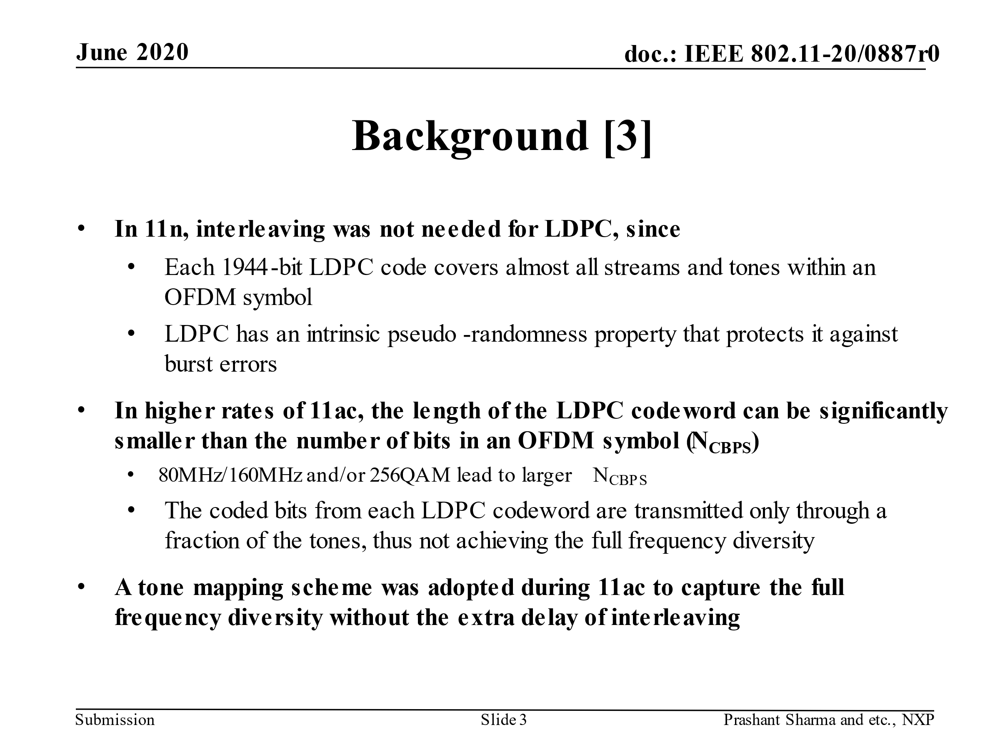 June 2020
doc.: IEEE 802.11-20/0887r0
Background [3]
• In 11n, interleaving was not needed for LDPC, since
• Each 1944-bit LDPC code covers almost all streams and tones within an
OFDM symbol
• LDPC has an intrinsic pseudo -randomness property that protects it against
burst errors
• In higher rates of 11ac, the length of the LDPC codeword can be significantly
smaller than the number of bits in an OFDM symbol (NCBPS)
• 80MHz/160MHz and/or 256QAM lead to larger NCBPS
• The coded bits from each LDPC codeword are transmitted only through a
fraction of the tones, thus not achieving the full frequency diversity
• A tone mapping scheme was adopted during 11ac to capture the full
frequency diversity without the extra delay of interleaving
Submission
Slide 3
Prashant Sharma and etc., NXP